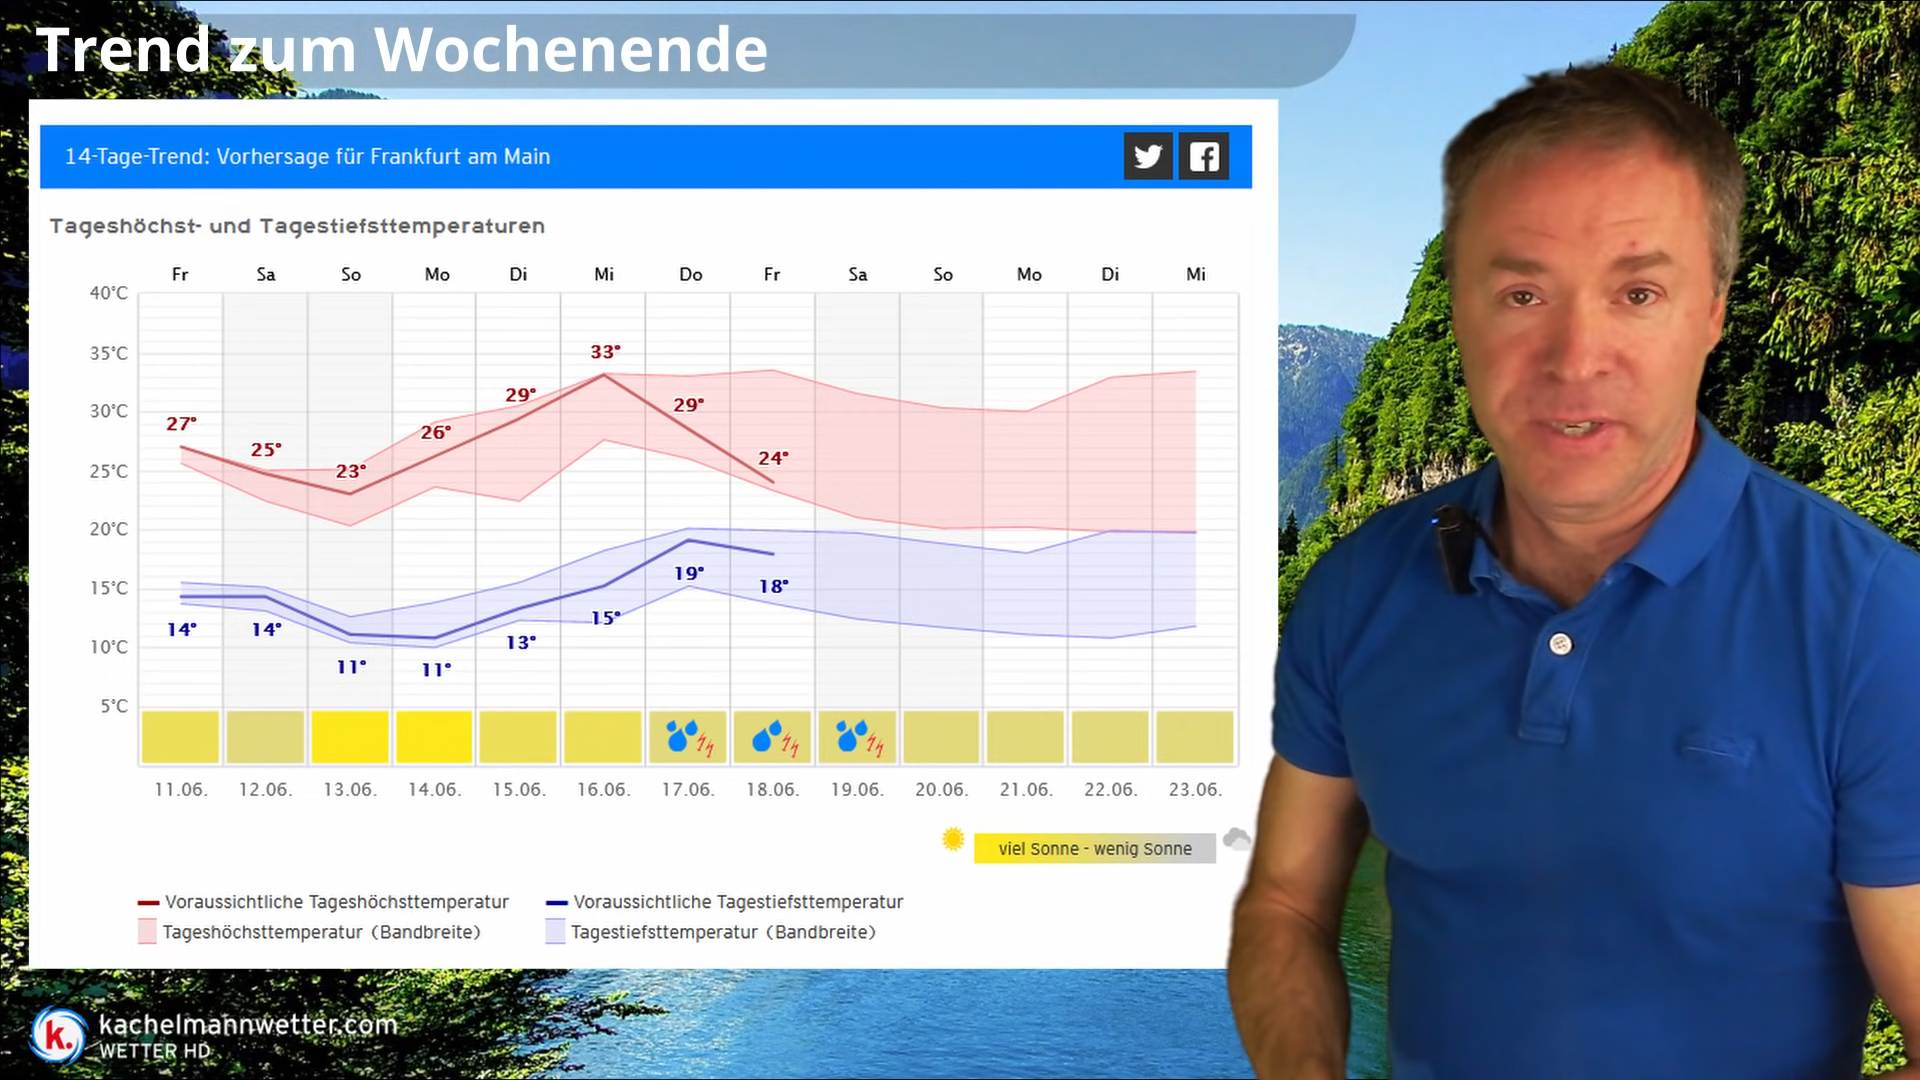 Trend zum Wochenende
14-Tage-Trend: Vorhersage für Frankfurt am Main
Tageshöchst- und Tagestiefsttemperaturen
Fr Sa So Mo Di Mi Do Fr Sa So Mo Di Mi
40°C
35°C
30°C
25°C
20°C
15°C
10°C
5°C
27° 25° 23° 26° 29° 33° 29° 24°
14° 14° 11° 11° 13° 15° 19° 18°
11.06. 12.06. 13.06. 14.06. 15.06. 16.06. 17.06. 18.06. 19.06. 20.06. 21.06. 22.06. 23.06.
viel Sonne - wenig Sonne
Voraussichtliche Tageshöchsttemperatur
Voraussichtliche Tagestiefsttemperatur
Tageshöchsttemperatur (Bandbreite)
Tagestiefsttemperatur (Bandbreite)
k. kachelmannwetter.com
WETTER HD